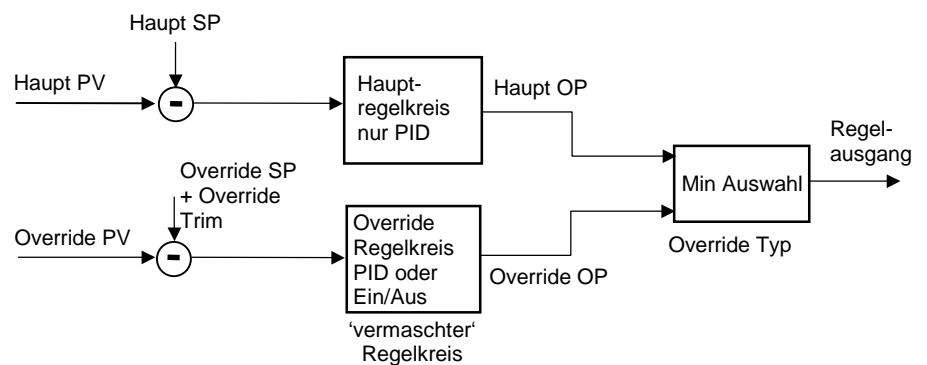 Haupt SP
Haupt PV
-
Haupt-
regelkreis
nur PID
Haupt OP
Regel-
ausgang
Min Auswahl
Override Typ
Override SP
+ Override
Trim
Override PV
-
Override
Regelkreis
PID oder
Ein/Aus
Override OP
‘vermaschter‘
Regelkreis